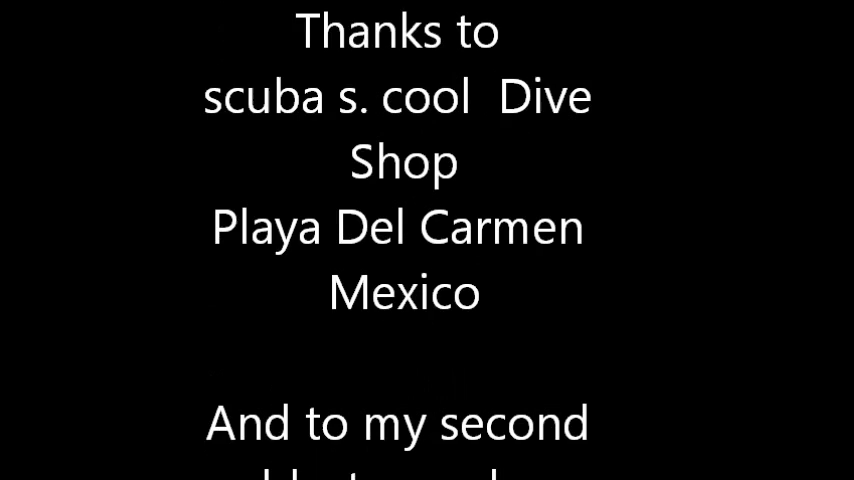 Thanks to
scuba s. cool  Dive
Shop
Playa Del Carmen
Mexico
And to my second